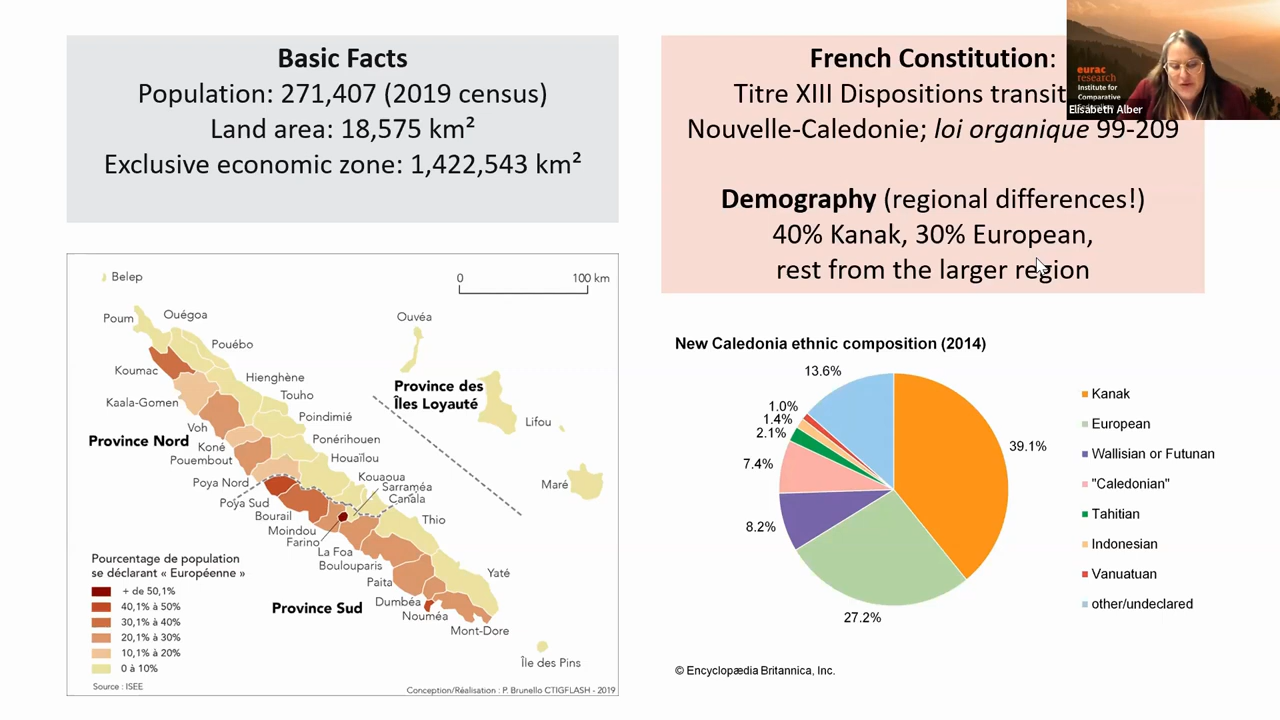 Basic Facts
Population: 271,407 (2019 census)
Land area: 18,575 km²
Exclusive economic zone: 1,422,543 km²
French Constitution:
Titre XIII Dispositions transit
Nouvelle-Caledonie; loi organique 99-209
Demography (regional differences!)
40% Kanak, 30% European,
rest from the larger region
eurac
research
Institute for
Comparative
Elisabeth Alber
Belep
0 100 km
Poum
Ouégoa
Ouvéa
Pouébo
Koumac
Hienghène
Province des
Îles Loyauté
Kaala-Gomen
Touho
Poindimié
Lifou
Voh
Province Nord
Koné
Ponérihouen
Pouembout
Houaïlou
Poya Nord
Kouaoua
Saraméa
Canala
Maré
Poya Sud
Bourail
Thio
Moindou
Farino
La Foa
Boulouparis
Yaté
Paita
Dumbéa
Province Sud
Nouméa
Mont-Dore
Île des Pins
Pourcentage de population
se déclarant « Européenne »
+ de 50,1%
40,1% à 50%
30,1% à 40%
20,1% à 30%
10,1% à 20%
0 à 10%
Source : ISEE
Conception/Réalisation : P. Brunello CTIGFLASH - 2019
New Caledonia ethnic composition (2014)
13.6%
1.0%
1.4%
2.1%
7.4%
8.2%
27.2%
39.1%
Kanak
European
Wallisian or Futunan
"Caledonian"
Tahitian
Indonesian
Vanuatuan
other/undeclared
© Encyclopædia Britannica, Inc.